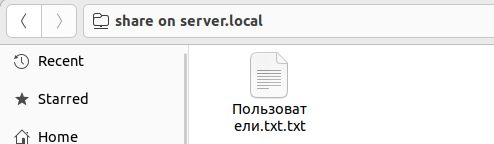 share on server.local
Recent
Starred
Home
Пользоват
ели.txt.txt